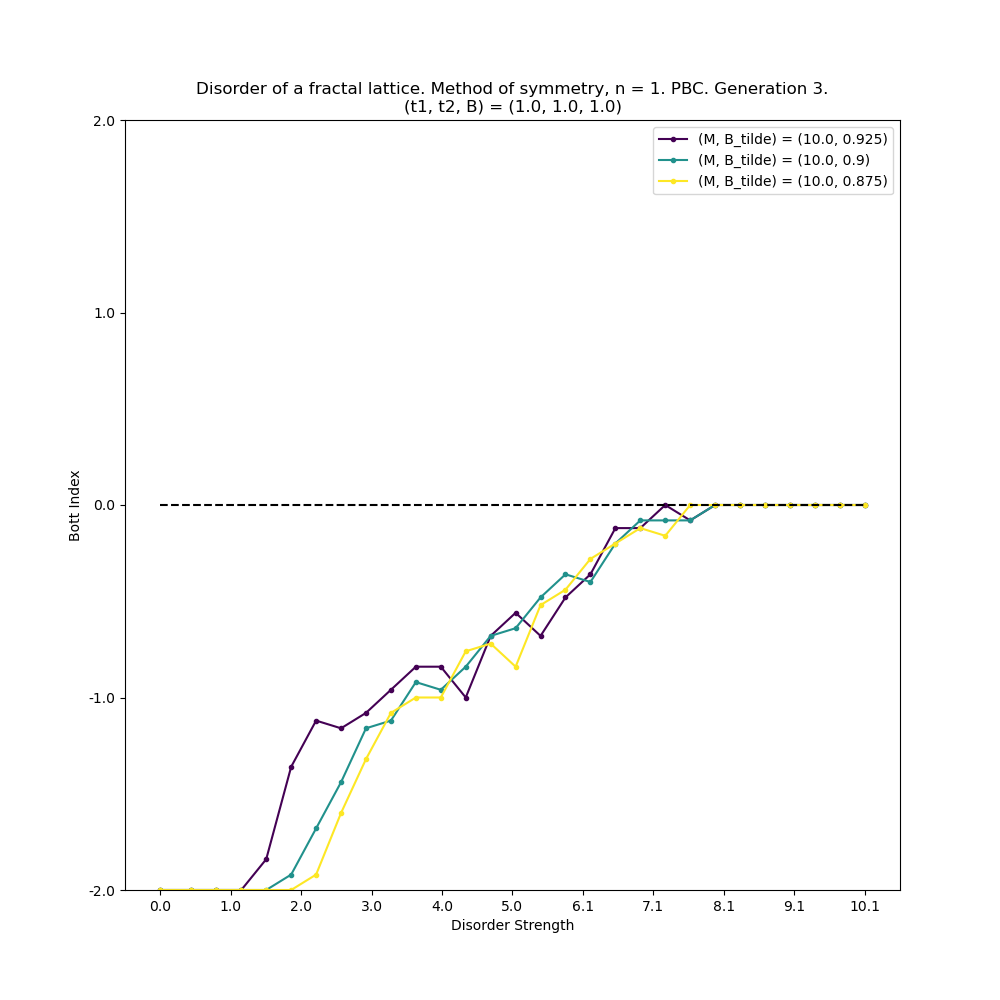 Disorder of a fractal lattice. Method of symmetry, n = 1. PBC. Generation 3.
(t1, t2, B) = (1.0, 1.0, 1.0)
(M, B_tilde) = (10.0, 0.925)
(M, B_tilde) = (10.0, 0.9)
(M, B_tilde) = (10.0, 0.875)
2.0
1.0
0.0
-1.0
-2.0
Bott Index
0.0 1.0 2.0 3.0 4.0 5.0 6.1 7.1 8.1 9.1 10.1
Disorder Strength